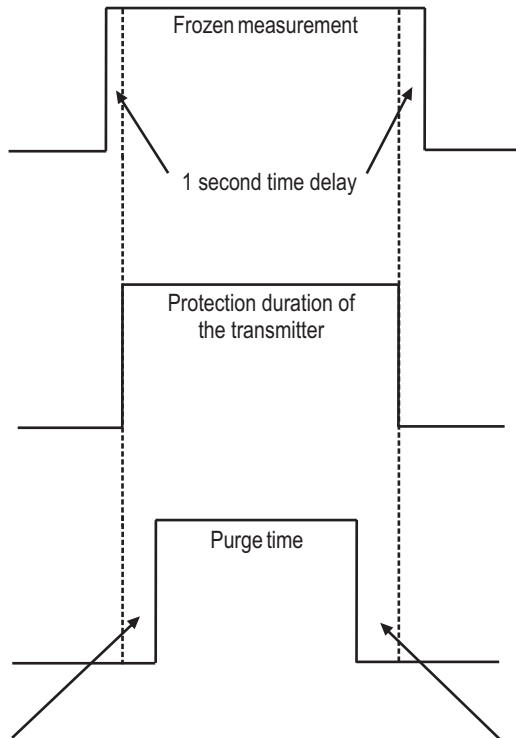 Frozen measurement
1 second time delay
Protection duration of
the transmitter
Purge time